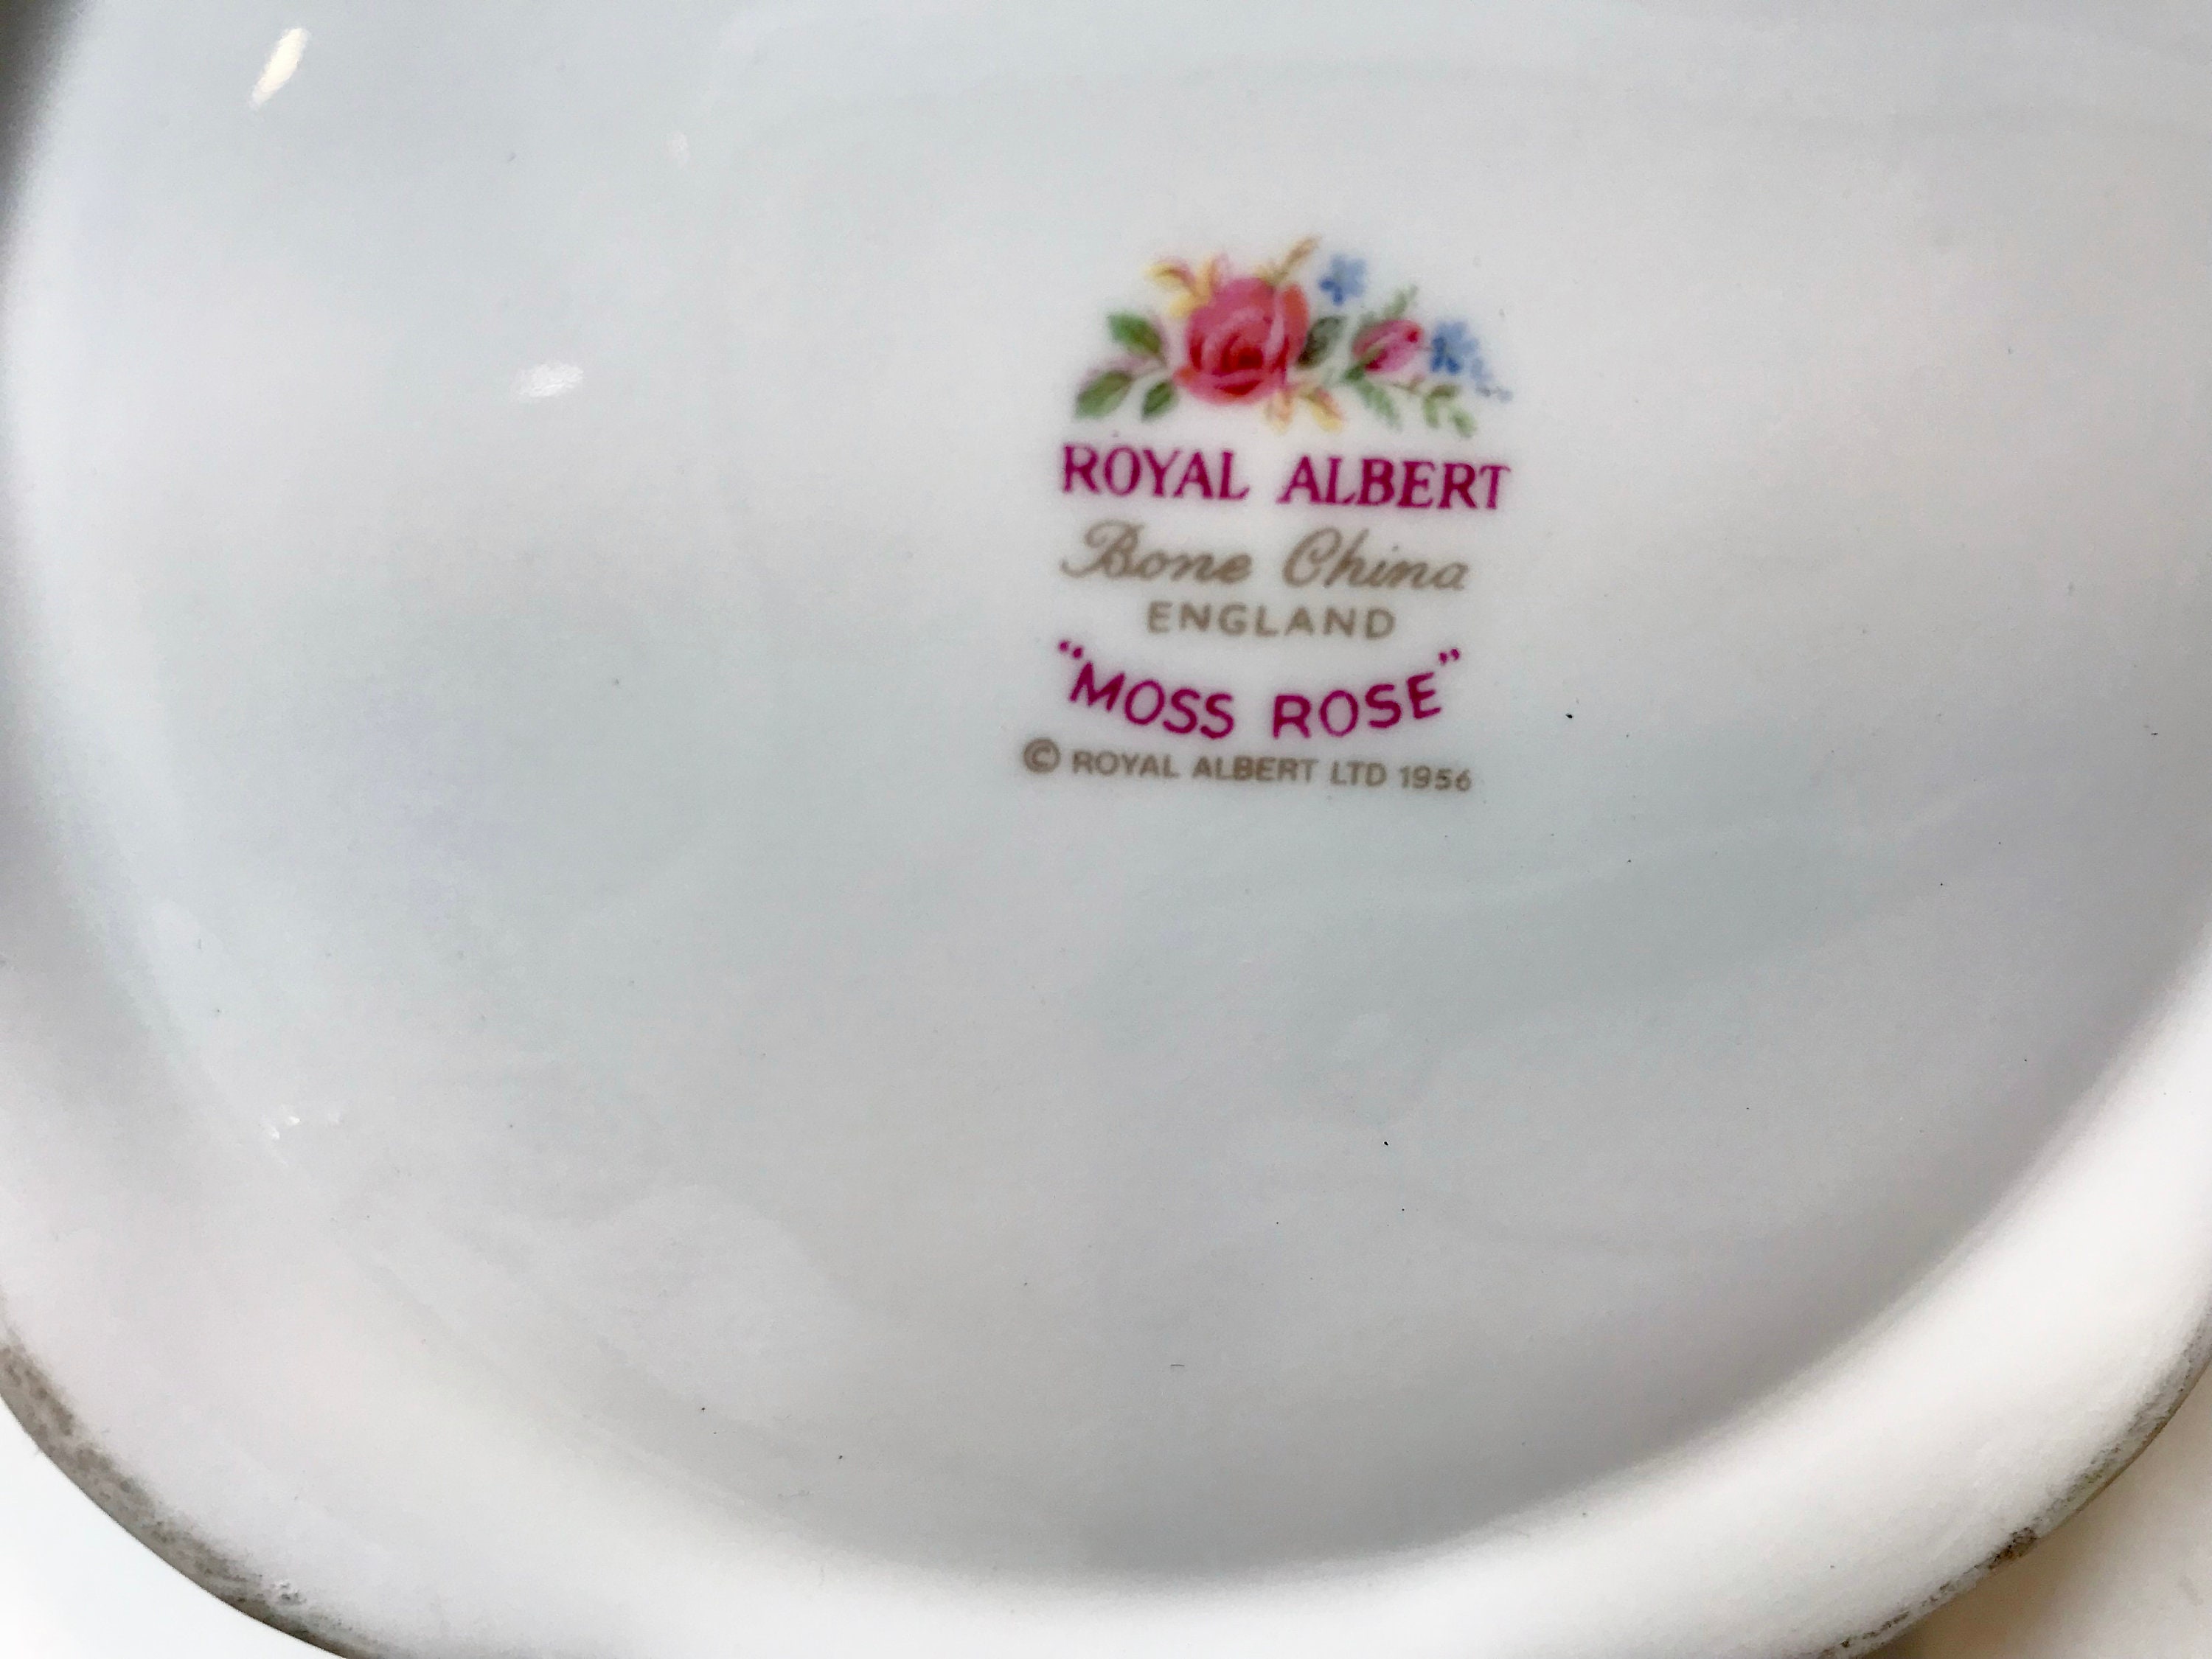 ROYAL ALBERT
Bone China
ENGLAND
“MOSS ROSE”
© ROYAL ALBERT LTD 1956